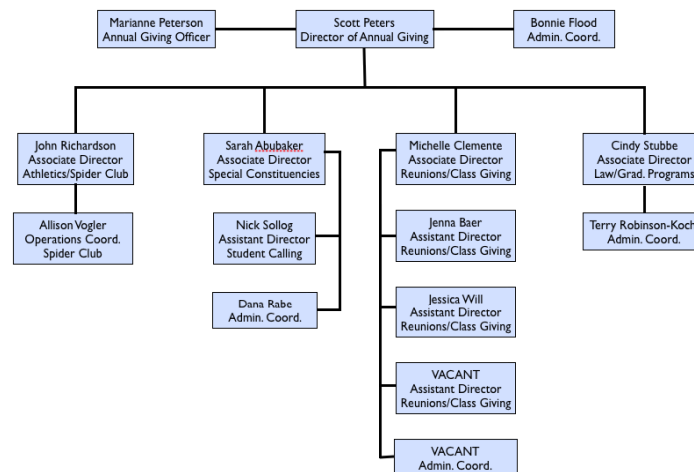 Marianne Peterson
Annual Giving Officer
Scott Peters
Director of Annual Giving
Bonnie Flood
Admin. Coord.
John Richardson
Associate Director
Athletics/Spider Club
Sarah Abubaker
Associate Director
Special Constituencies
Michelle Clemente
Associate Director
Reunions/Class Giving
Cindy Stubbe
Associate Director
Law/Grad. Programs
Allison Vogler
Operations Coord.
Spider Club
Nick Sollog
Assistant Director
Student Calling
Jenna Baer
Assistant Director
Reunions/Class Giving
Terry Robinson-Koch
Admin. Coord.
Dana Rabe
Admin. Coord.
Jessica Will
Assistant Director
Reunions/Class Giving
VACANT
Assistant Director
Reunions/Class Giving
VACANT
Admin. Coord.